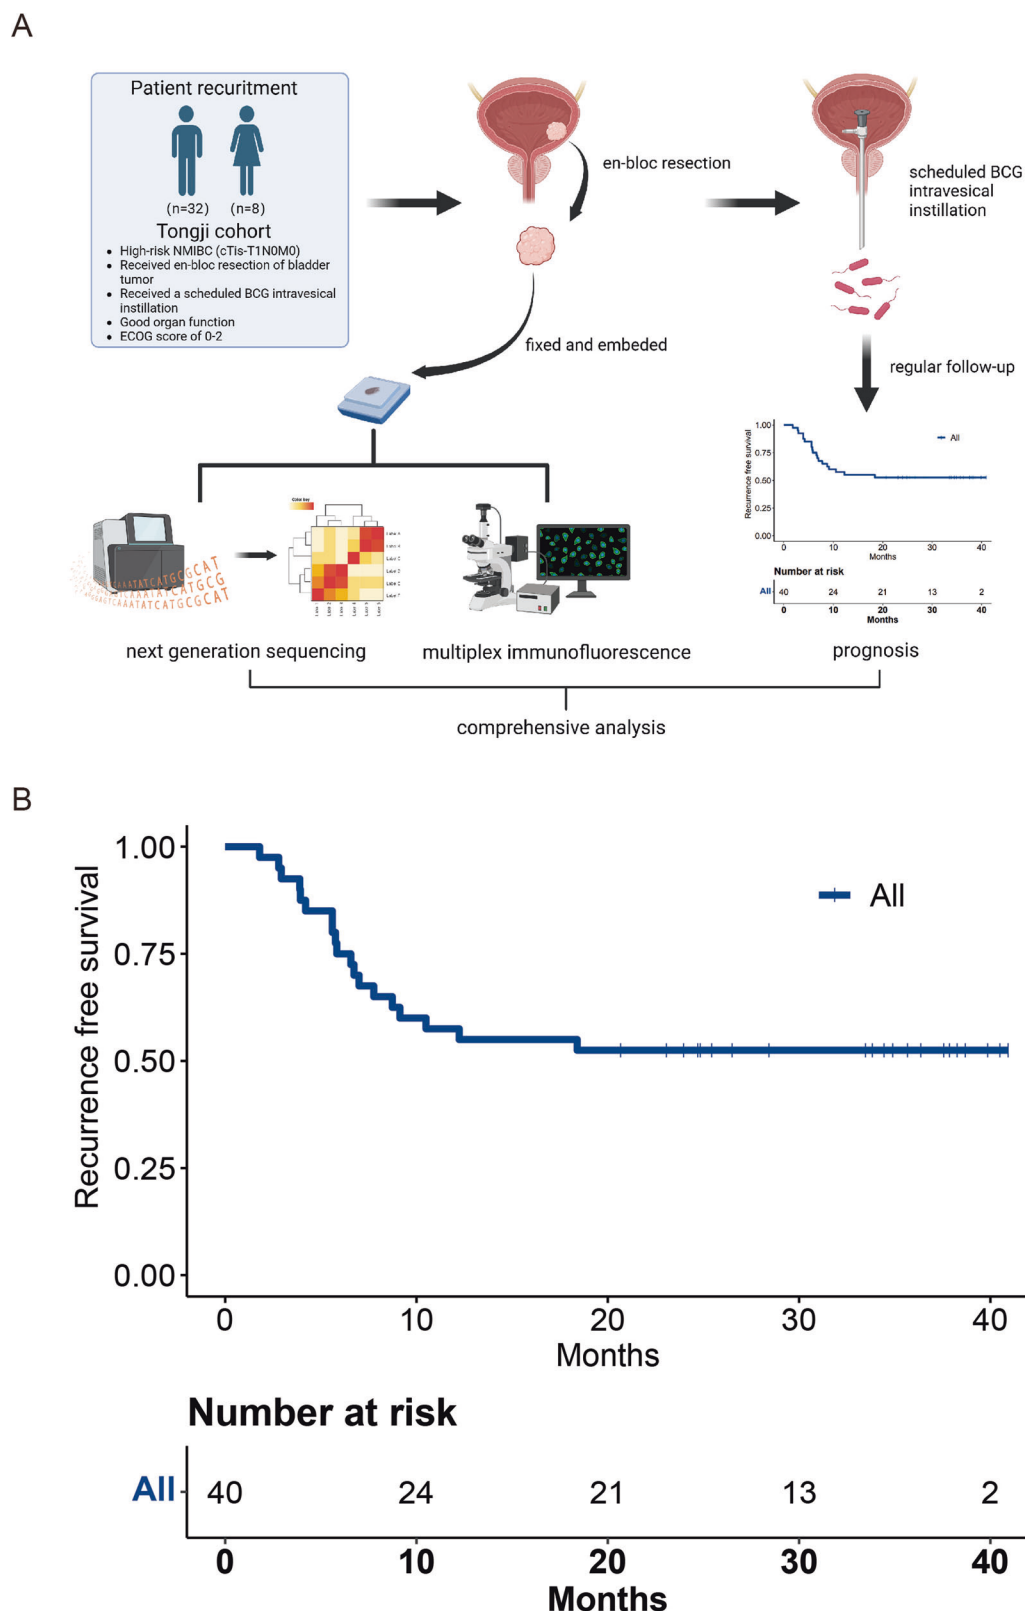 A
Patient recuritment
(n=32) (n=8)
Tongji cohort
• High-risk NMIBC (cTis-T1N0M0)
• Received en-bloc resection of bladder
tumor
• Received a scheduled BCG intravesical
instillation
• Good organ function
• ECOG score of 0-2
en-bloc resection
scheduled BCG
intravesical
instillation
fixed and embeded
regular follow-up
Recurrence free survival
1.00
0.75
0.50
0.25
0.00
All
0 10 20 30 40
Months
Number at risk
All 40 24 21 13 2
0 10 20 30 40
Months
Color key
next generation sequencing
multiplex immunofluorescence
prognosis
comprehensive analysis
B
Recurrence free survival
1.00
0.75
0.50
0.25
0.00
All
0 10 20 30 40
Months
Number at risk
All 40 24 21 13 2
0 10 20 30 40
Months